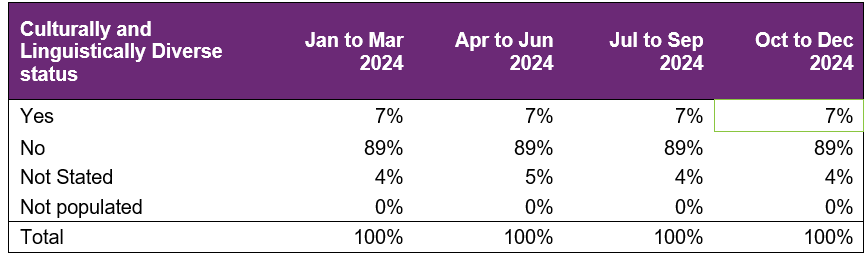 Culturally and Linguistically Diverse status Jan to Mar 2024 Apr to Jun 2024 Jul to Sep 2024 Oct to Dec 2024
Yes 7% 7% 7% 7%
No 89% 89% 89% 89%
Not Stated 4% 5% 4% 4%
Not populated 0% 0% 0% 0%
Total 100% 100% 100% 100%